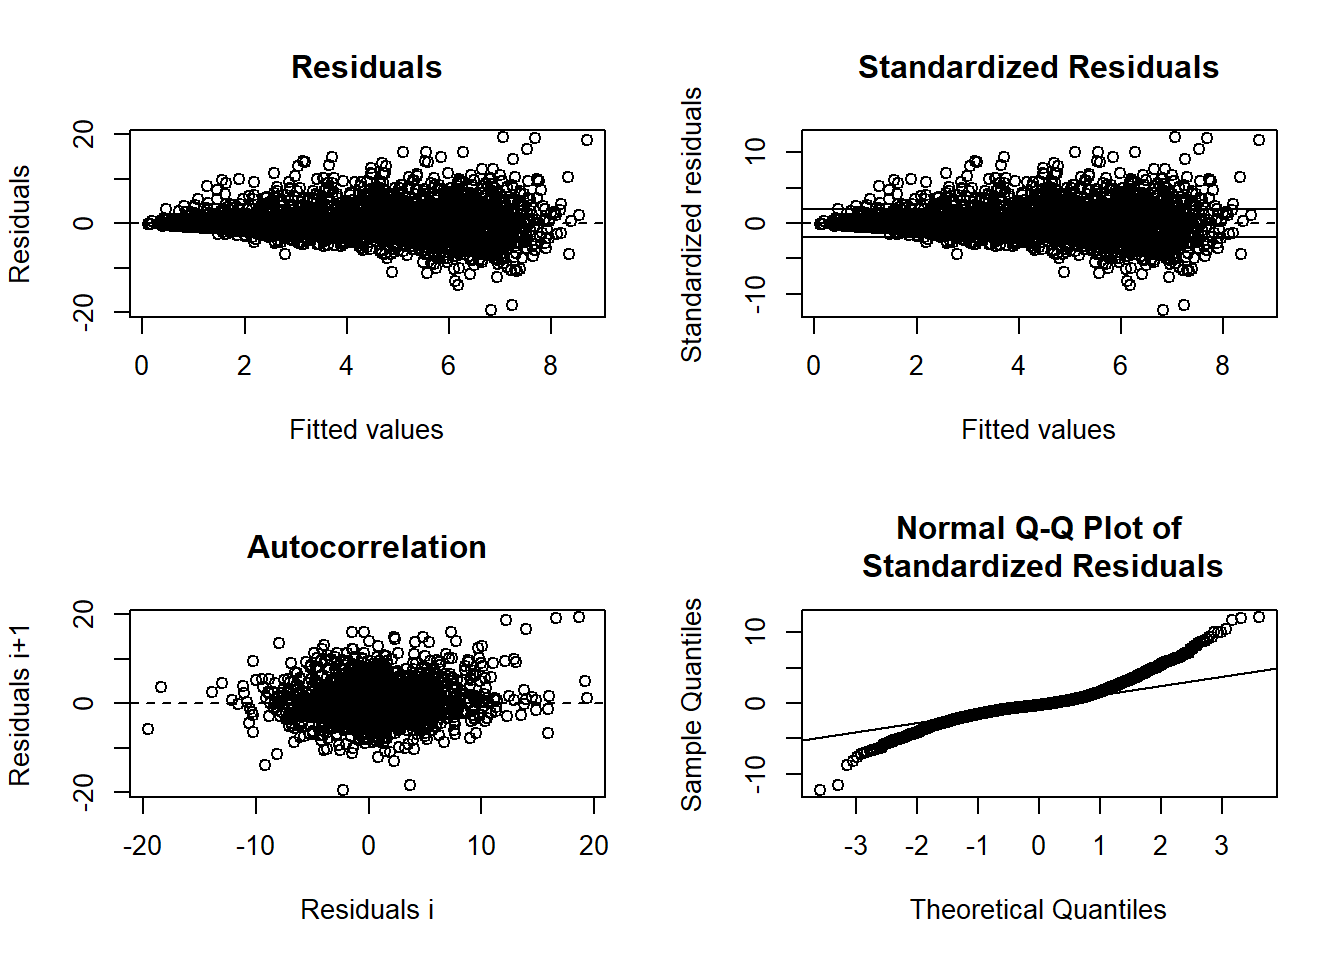 Residuals
Residuals
20
0
-20
0 2 4 6 8
Fitted values
Standardized Residuals
Standardized residuals
10
0
-10
0 2 4 6 8
Fitted values
Autocorrelation
Residuals i+1
20
0
-20
-20 -10 0 10 20
Residuals i
Normal Q-Q Plot of
Standardized Residuals
Sample Quantiles
10
0
-10
-3 -2 -1 0 1 2 3
Theoretical Quantiles